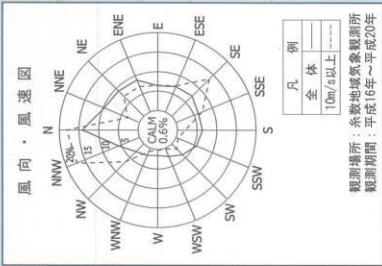 風向・風速図
N
NNE
NE
ENE
E
ESE
SE
SSE
S
SSW
SW
WSW
W
WNW
NW
NNW
20%
15
10
5
CALM
0.6%
凡　例
全　体
10m/s以上
観測場所：糸数地域気象観測所
観測期間：平成16年～平成20年